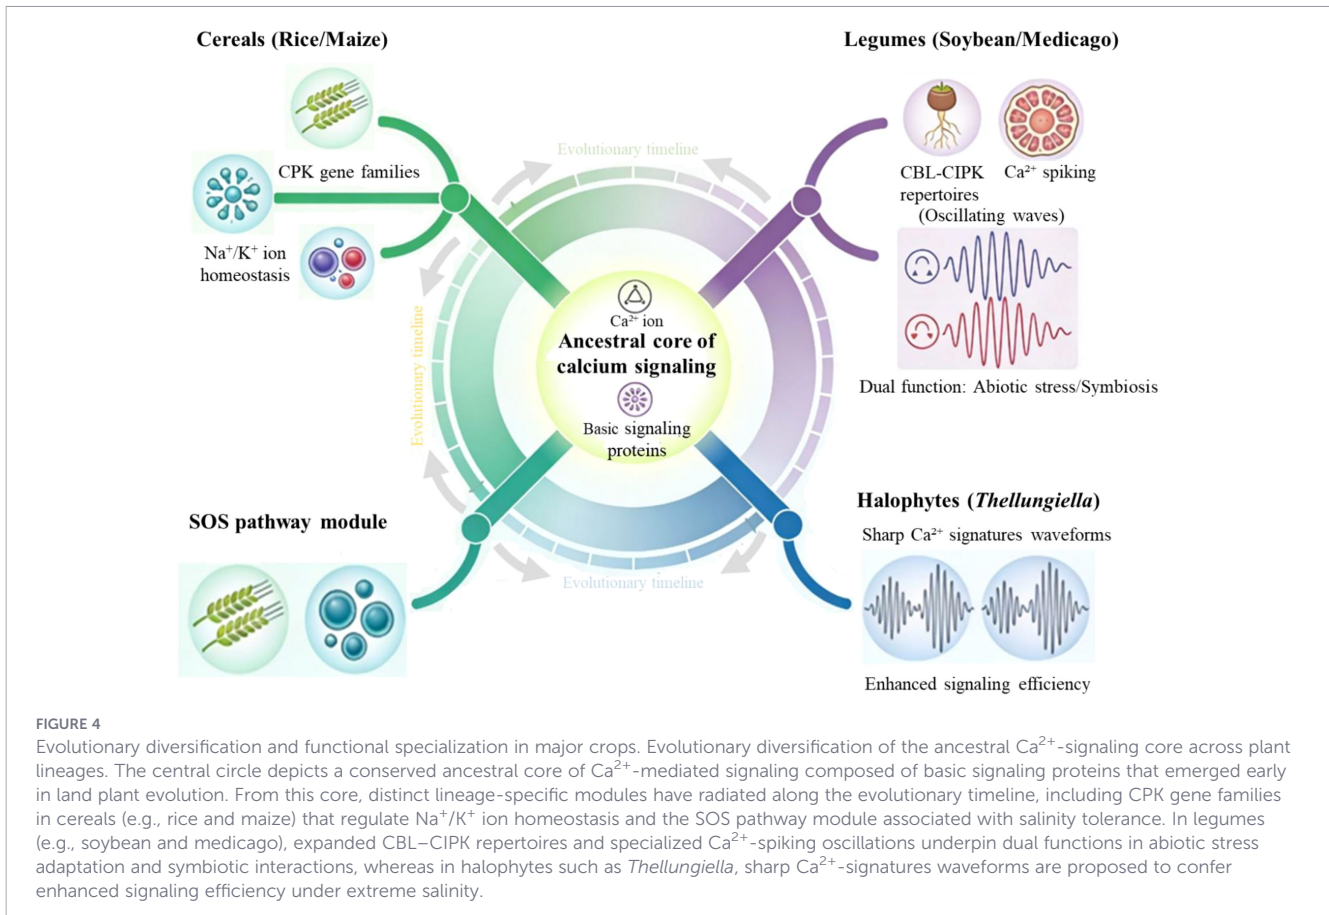 Cereals (Rice/Maize)
CPK gene families
Na⁺/K⁺ ion
homeostasis
Legumes (Soybean/Medicago)
CBL-CIPK
repertoires
Ca²⁺ spiking
(Oscillating waves)
Dual function: Abiotic stress/Symbiosis
Evolutionary timeline
Evolutionary timeline
Ca²⁺ ion
Ancestral core of
calcium signaling
Basic signaling
proteins
SOS pathway module
Evolutionary timeline
Halophytes (Thellungiella)
Sharp Ca²⁺ signatures waveforms
Enhanced signaling efficiency
FIGURE 4
Evolutionary diversification and functional specialization in major crops. Evolutionary diversification of the ancestral Ca²⁺-signaling core across plant
lineages. The central circle depicts a conserved ancestral core of Ca²⁺-mediated signaling composed of basic signaling proteins that emerged early
in land plant evolution. From this core, distinct lineage-specific modules have radiated along the evolutionary timeline, including CPK gene families
in cereals (e.g., rice and maize) that regulate Na⁺/K⁺ ion homeostasis and the SOS pathway module associated with salinity tolerance. In legumes
(e.g., soybean and medicago), expanded CBL–CIPK repertoires and specialized Ca²⁺-spiking oscillations underpin dual functions in abiotic stress
adaptation and symbiotic interactions, whereas in halophytes such as Thellungiella, sharp Ca²⁺-signatures waveforms are proposed to confer
enhanced signaling efficiency under extreme salinity.